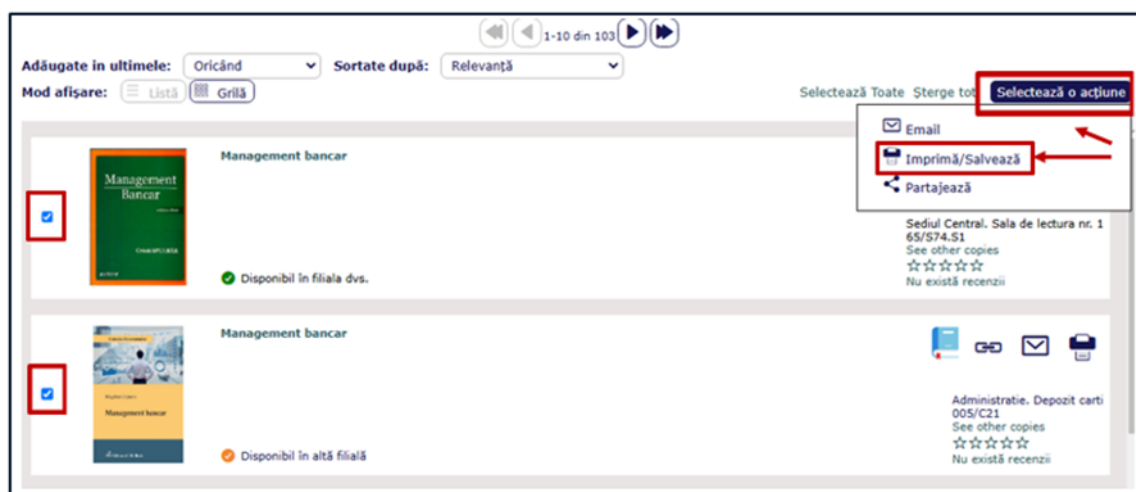 1-10 din 103
Adăugate in ultimele: Oricând Sortate după: Relevanță
Mod afișare: Listă Grilă
Selectează Toate Șterge tot Selectează o acțiune
Email
Imprimă/Salvează
Partajează
Management bancar
Management
Bancar
Sediul Central. Sala de lectura nr. 1
65/S74.S1
See other copies
Nu există recenzii
Disponibil în filiala dvs.
Management bancar
Management bancar
Administratie. Depozit carti
005/C21
See other copies
Nu există recenzii
Disponibil în altă filială